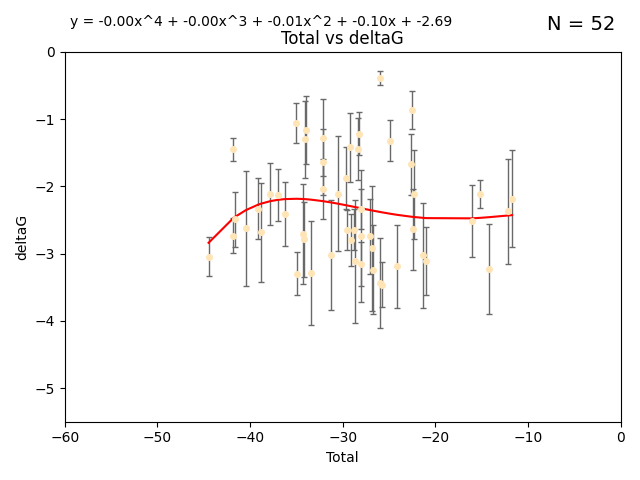 y = -0.00x^4 + -0.00x^3 + -0.01x^2 + -0.10x + -2.69
N = 52
Total vs deltaG
0
−1
−2
−3
−4
−5
deltaG
−60 −50 −40 −30 −20 −10 0
Total